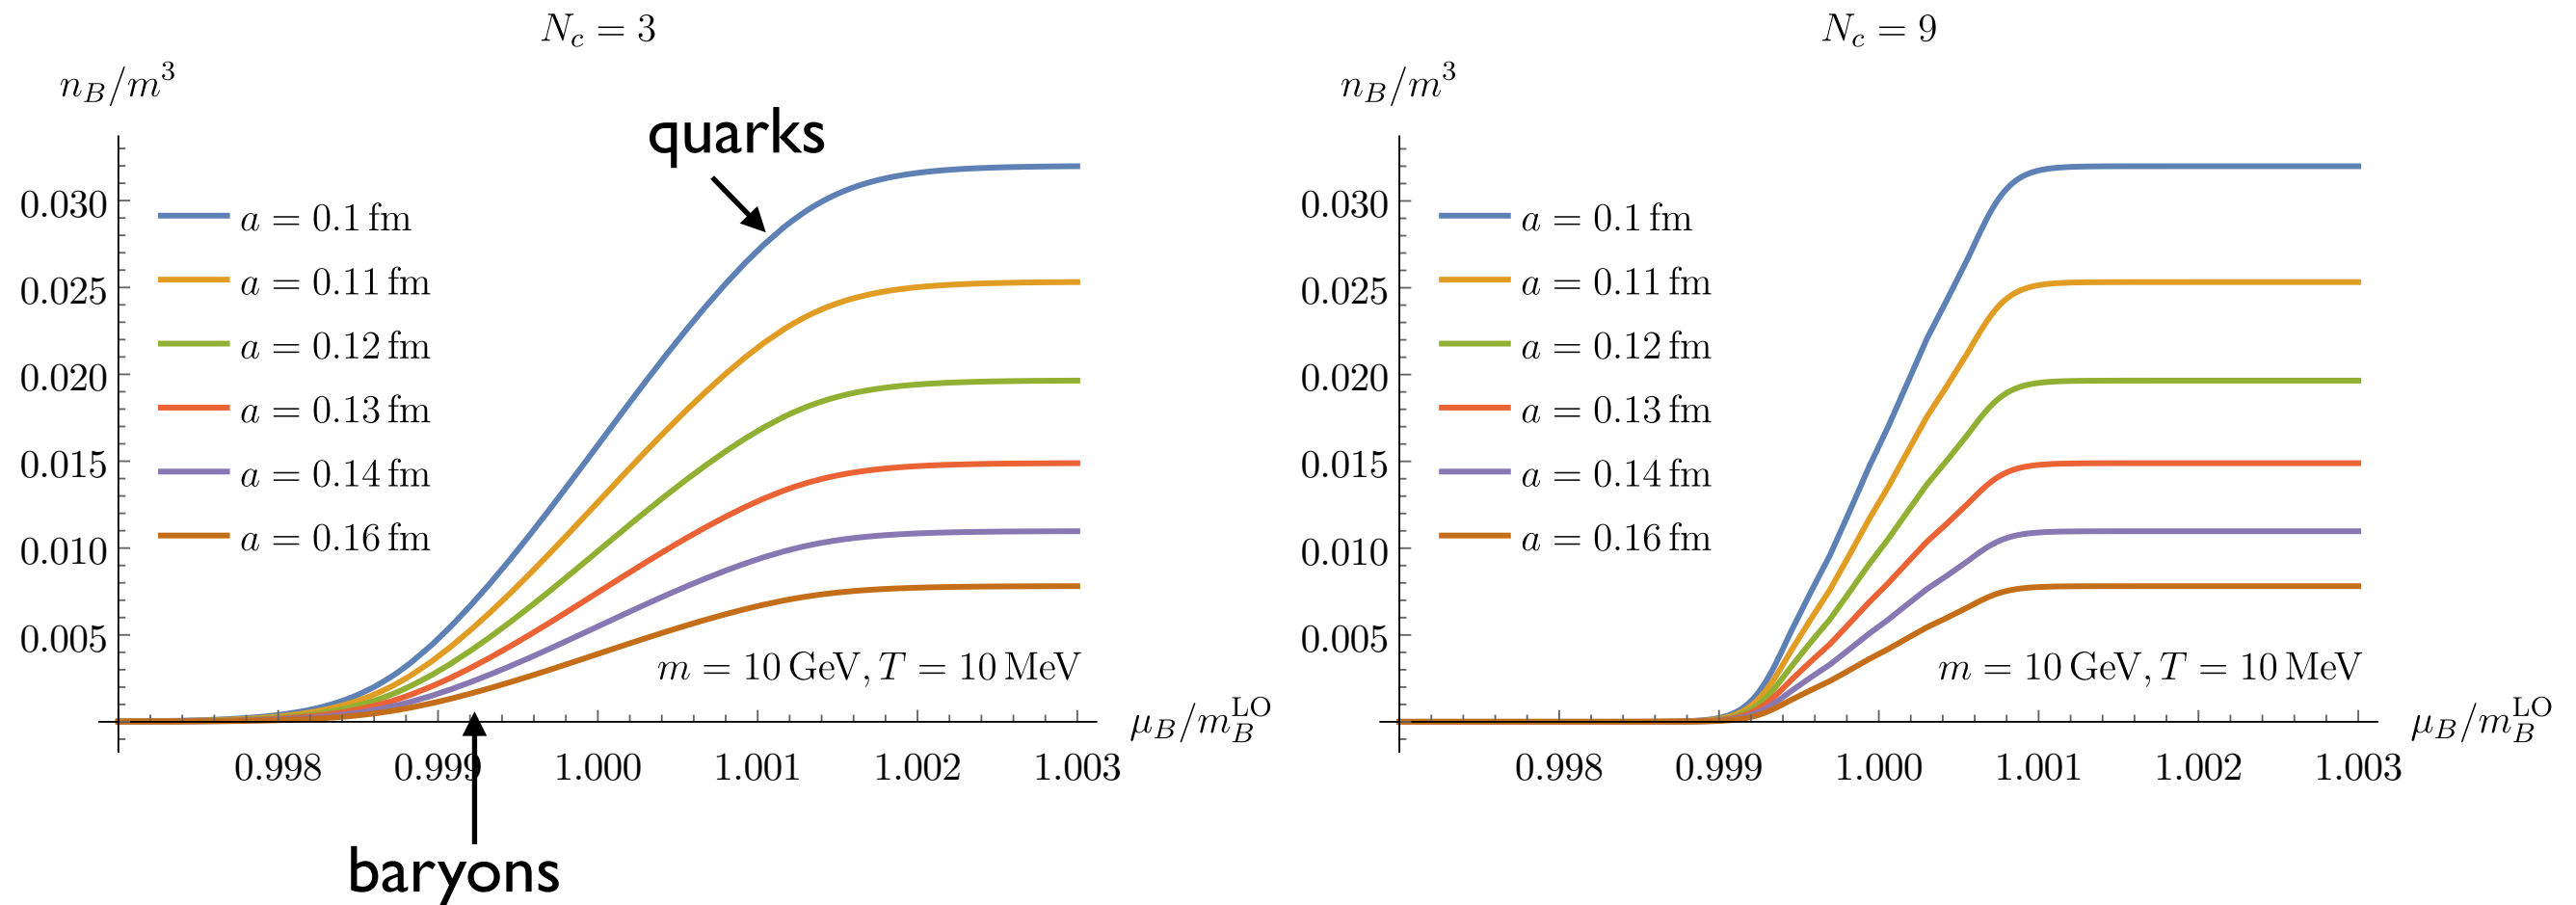 N_c = 3
n_B/m^3
quarks
0.030
0.025
0.020
0.015
0.010
0.005
a = 0.1 fm
a = 0.11 fm
a = 0.12 fm
a = 0.13 fm
a = 0.14 fm
a = 0.16 fm
m = 10 GeV, T = 10 MeV
μ_B/m_B^LO
0.998 0.999 1.000 1.001 1.002 1.003
baryons
N_c = 9
n_B/m^3
0.030
0.025
0.020
0.015
0.010
0.005
a = 0.1 fm
a = 0.11 fm
a = 0.12 fm
a = 0.13 fm
a = 0.14 fm
a = 0.16 fm
m = 10 GeV, T = 10 MeV
μ_B/m_B^LO
0.998 0.999 1.000 1.001 1.002 1.003